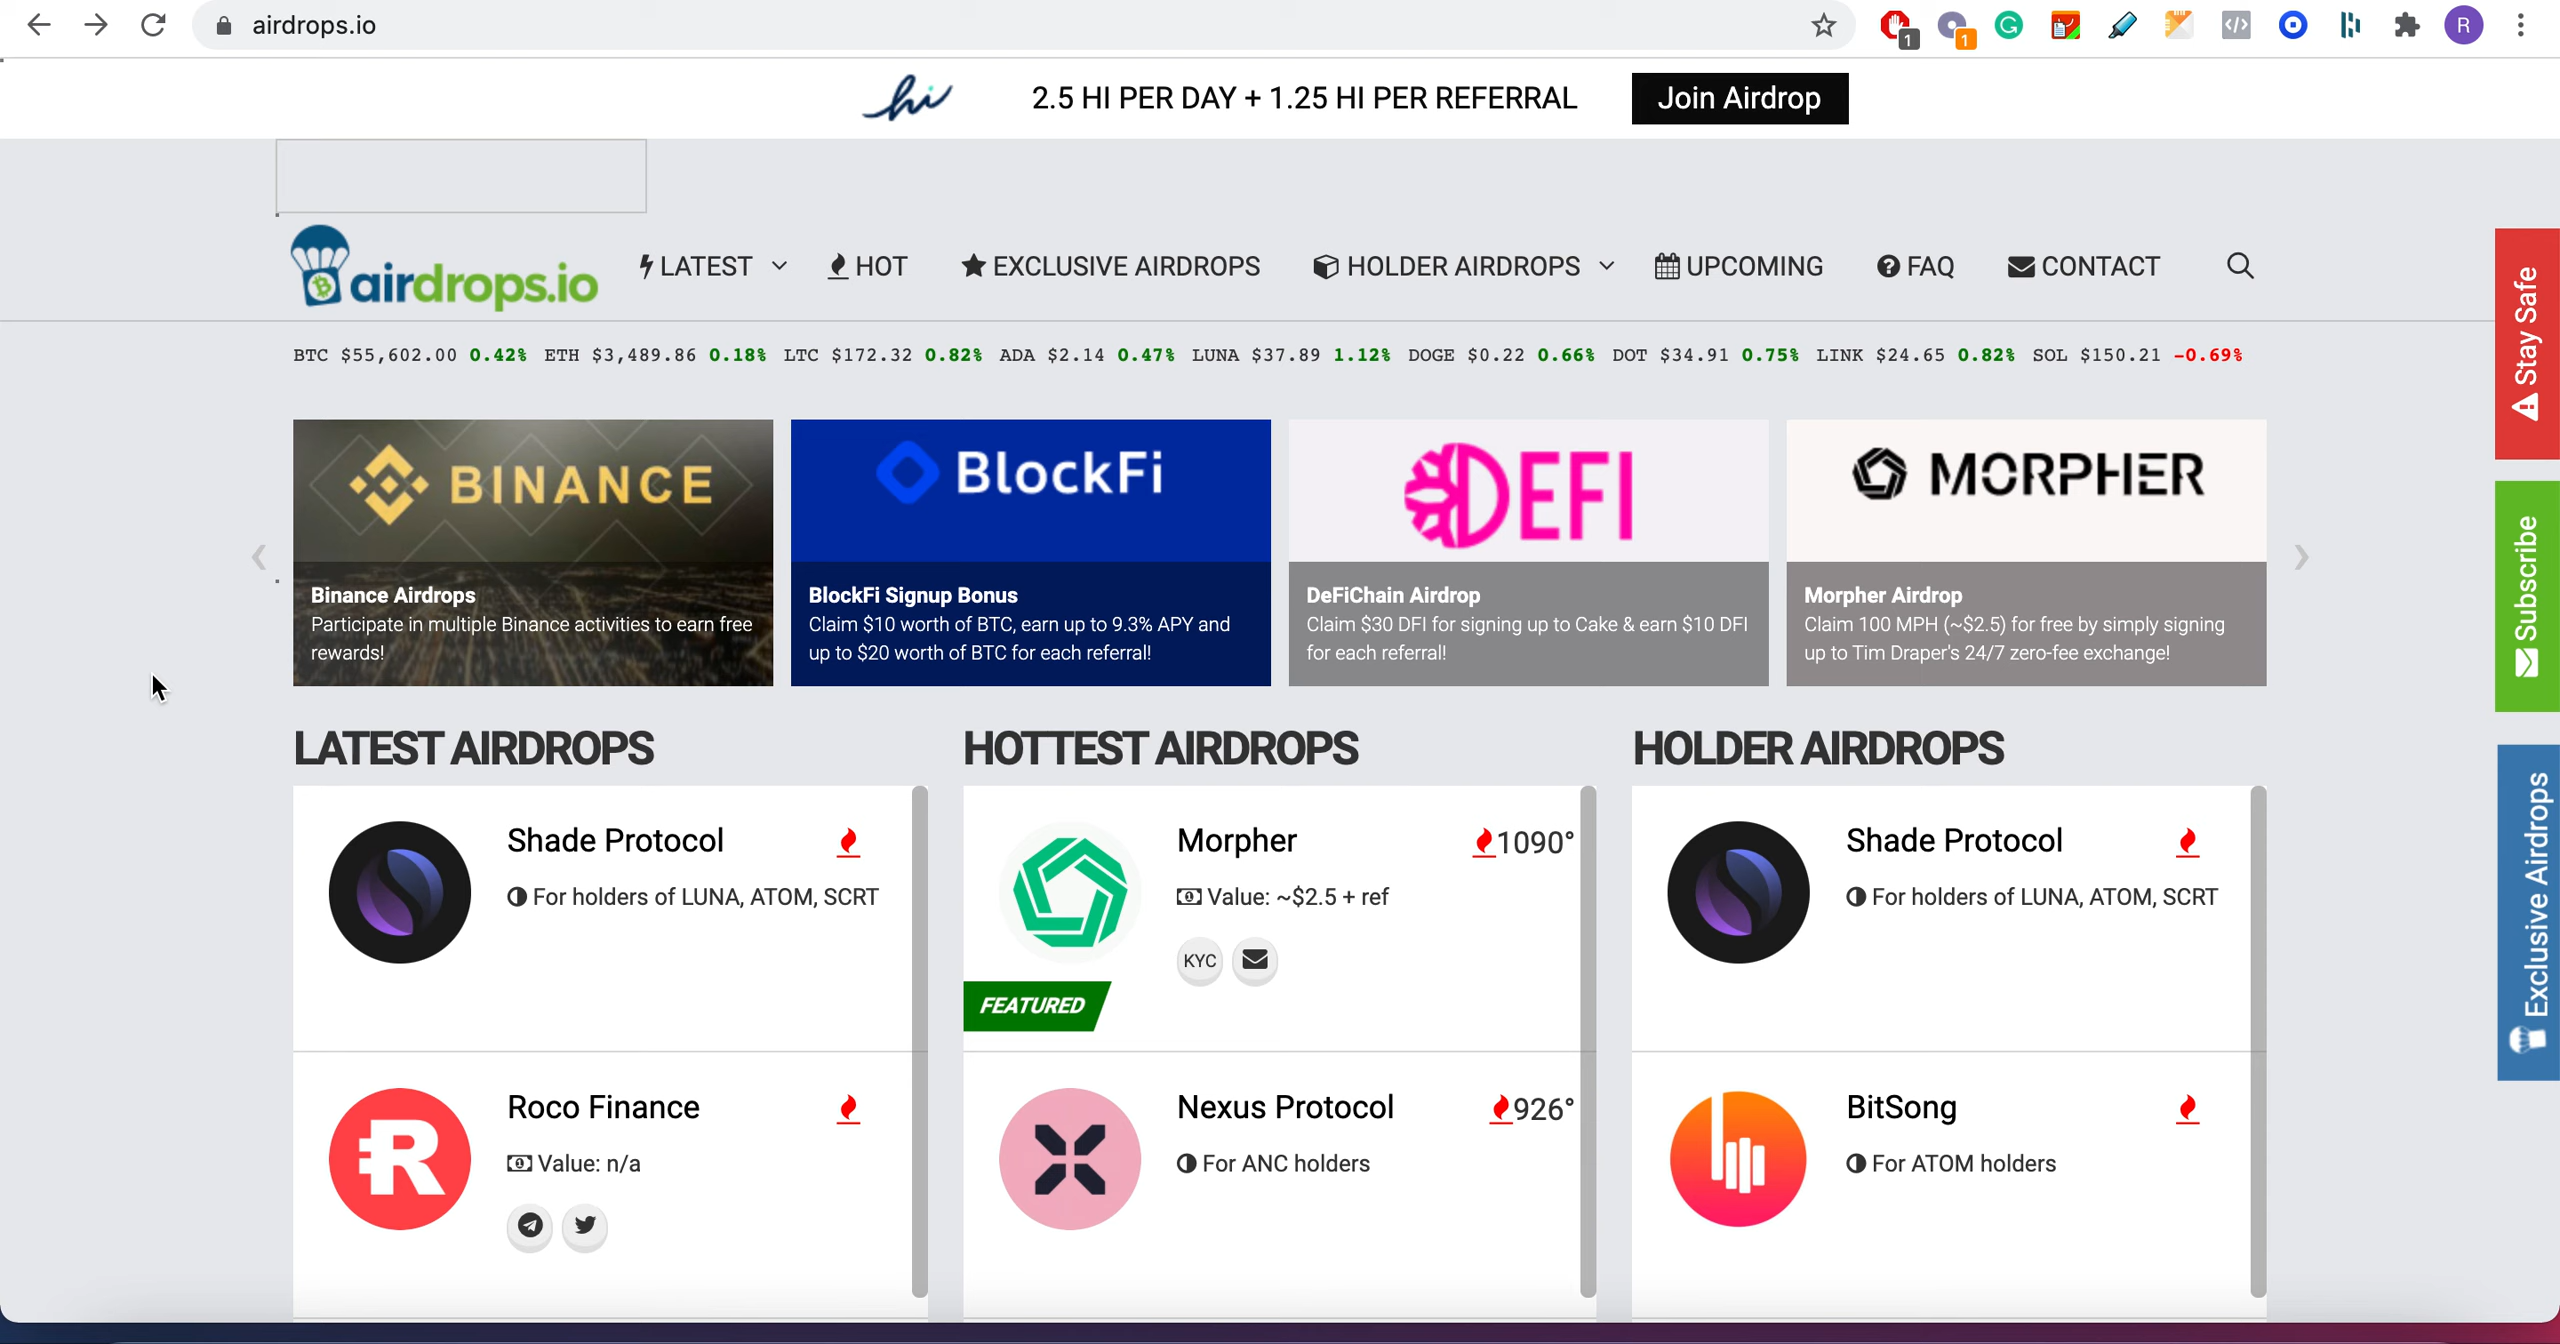 airdrops.io
1
1
R
hi
2.5 HI PER DAY + 1.25 HI PER REFERRAL
Join Airdrop
airdrops.io
LATEST
HOT
EXCLUSIVE AIRDROPS
HOLDER AIRDROPS
UPCOMING
FAQ
CONTACT
BTC $55,602.00 0.42% ETH $3,489.86 0.18% LTC $172.32 0.82% ADA $2.14 0.47% LUNA $37.89 1.12% DOGE $0.22 0.66% DOT $34.91 0.75% LINK $24.65 0.82% SOL $150.21 -0.69%
BINANCE
Binance Airdrops
Participate in multiple Binance activities to earn free
rewards!
BlockFi
BlockFi Signup Bonus
Claim $10 worth of BTC, earn up to 9.3% APY and
up to $20 worth of BTC for each referral!
DEFI
DeFiChain Airdrop
Claim $30 DFI for signing up to Cake & earn $10 DFI
for each referral!
MORPHER
Morpher Airdrop
Claim 100 MPH (~$2.5) for free by simply signing
up to Tim Draper's 24/7 zero-fee exchange!
Stay Safe
Subscribe
Exclusive Airdrops
LATEST AIRDROPS
Shade Protocol
For holders of LUNA, ATOM, SCRT
Roco Finance
Value: n/a
HOTTEST AIRDROPS
Morpher
1090°
Value: ~$2.5 + ref
KYC
FEATURED
Nexus Protocol
926°
For ANC holders
HOLDER AIRDROPS
Shade Protocol
For holders of LUNA, ATOM, SCRT
BitSong
For ATOM holders